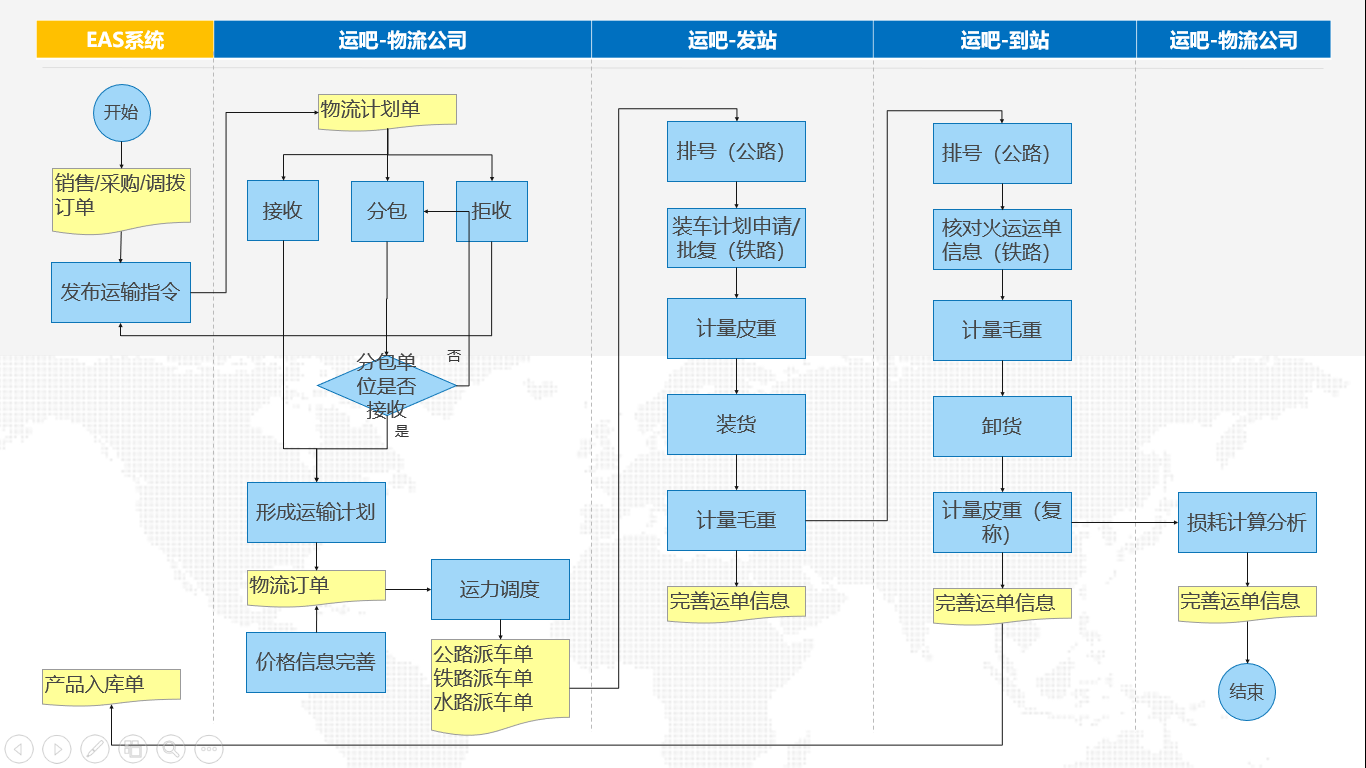 EAS系统
运吧-物流公司
运吧-发站
运吧-到站
运吧-物流公司
开始
销售/采购/调拨
订单
发布运输指令
产品入库单
物流计划单
接收
分包
拒收
分包单
位是否
接收
否
是
形成运输计划
物流订单
价格信息完善
运力调度
公路派车单
铁路派车单
水路派车单
排号（公路）
装车计划申请/
批复（铁路）
计量皮重
装货
计量毛重
完善运单信息
排号（公路）
核对火运运单
信息（铁路）
计量毛重
卸货
计量皮重（复
称）
完善运单信息
损耗计算分析
完善运单信息
结束